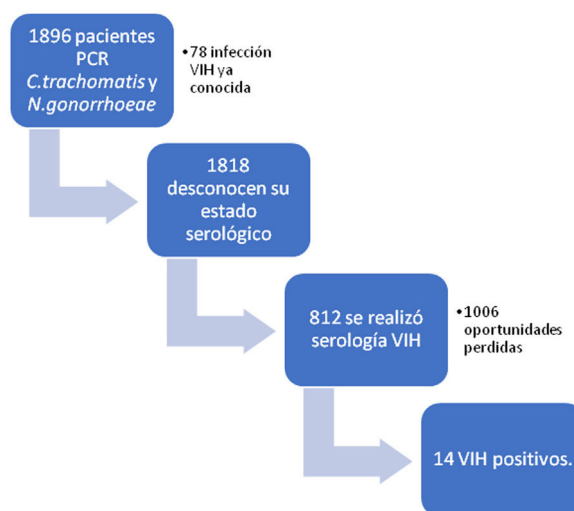 1896 pacientes
PCR
C.trachomatis y
N.gonorrhoeae
•78 infección
VIH ya
conocida
1818
desconocen su
estado
serológico
812 se realizó
serología VIH
•1006
oportunidades
perdidas
14 VIH positivos.